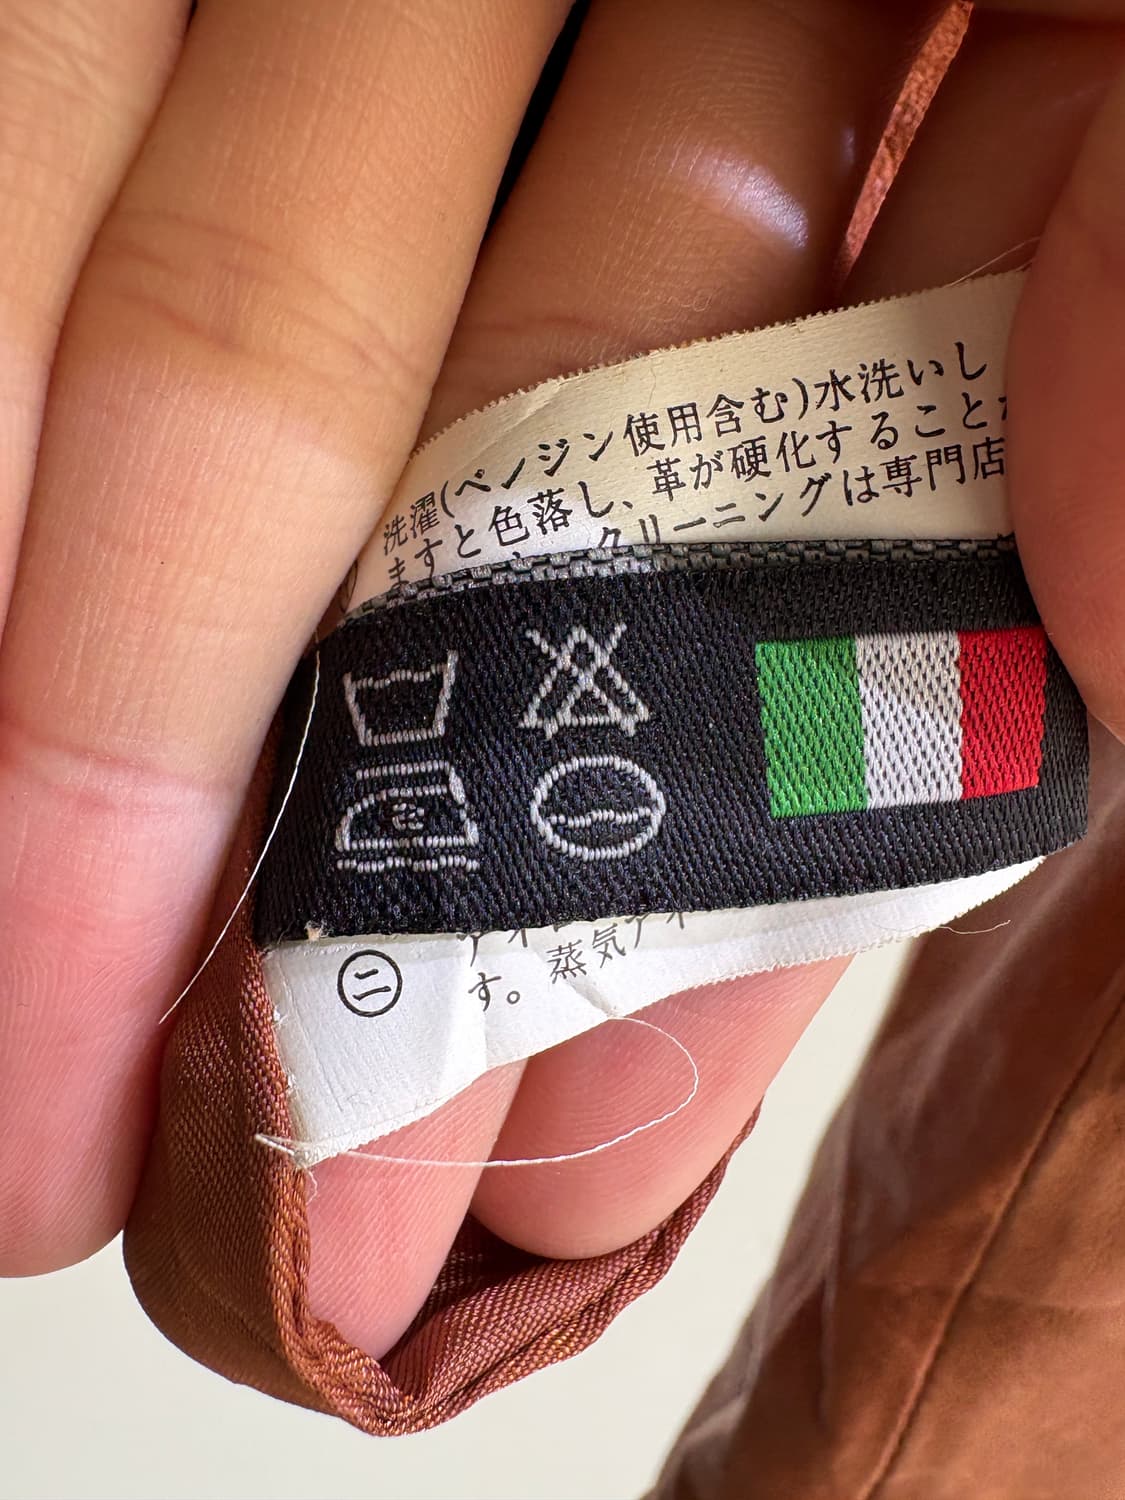 洗濯(ベンジン使用含む)水洗いし
ますと色落し、革が硬化すること
クリーニングは専門店
㊁
す。蒸気アイ